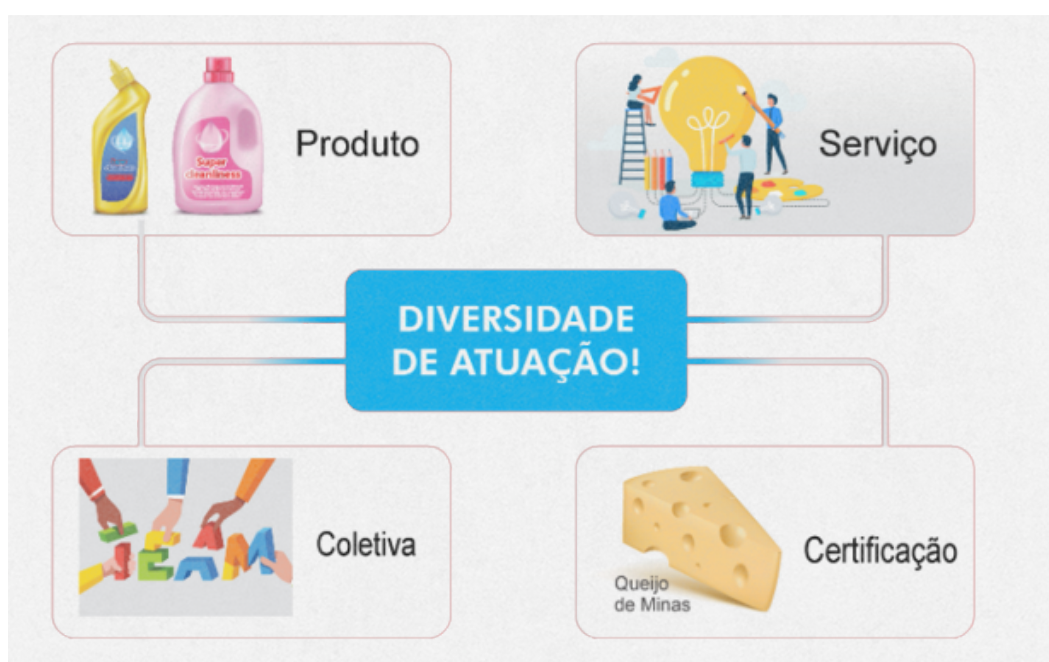 Produto
Super
cleanliness
Serviço
DIVERSIDADE
DE ATUAÇÃO!
TEAM
Coletiva
Queijo
de Minas
Certificação